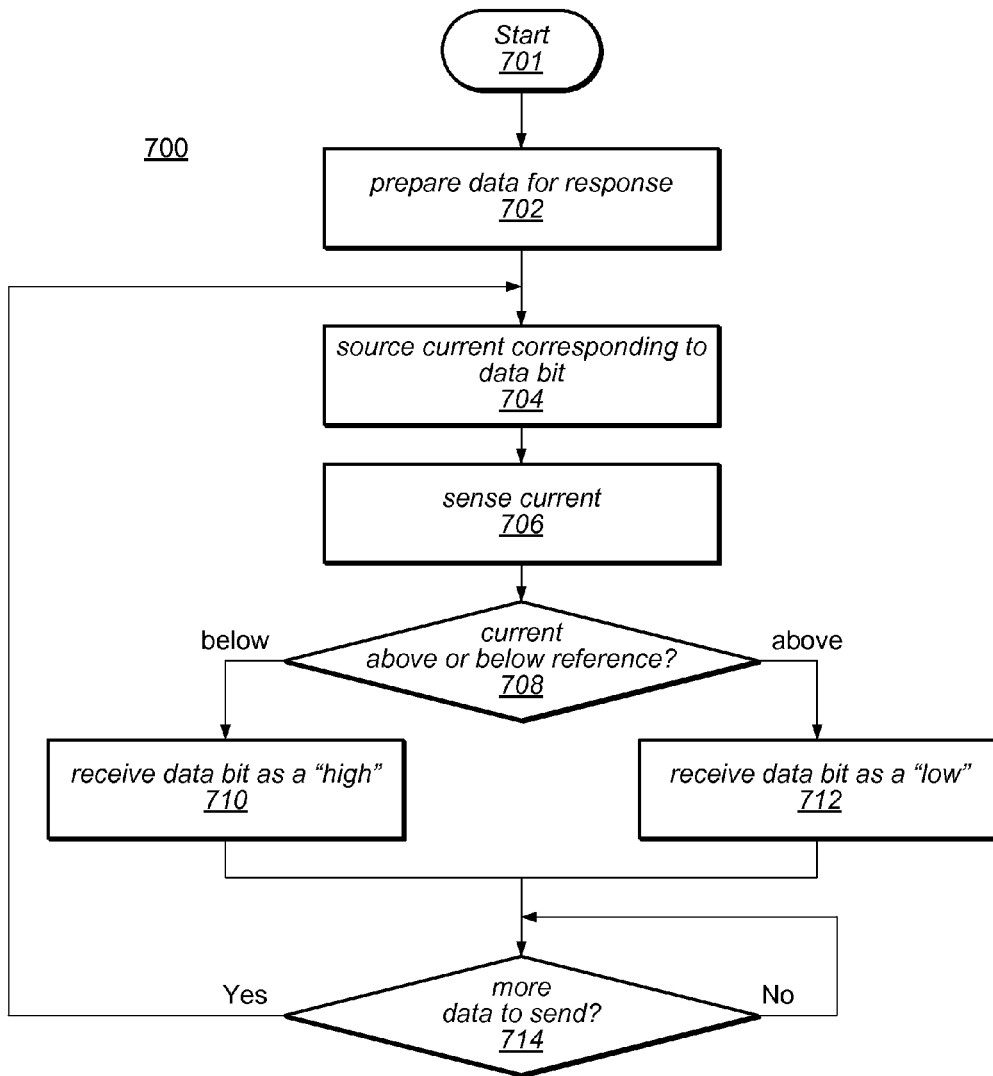 Start
701
700
prepare data for response
702
source current corresponding to
data bit
704
sense current
706
current
above or below reference?
708
below
above
receive data bit as a “high”
710
receive data bit as a “low”
712
more
data to send?
714
Yes
No